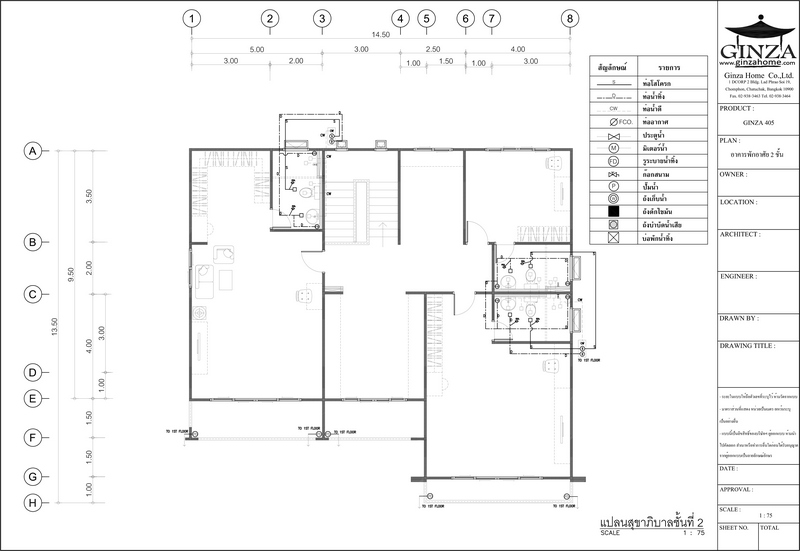 1 2 3 4 5 6 7 8
14.50
5.00 3.00 2.50 4.00
3.00 2.00 1.00 1.50 1.00 3.00
A
B
C
D
E
F
G
H
3.50
2.00
4.00
3.00
1.00
9.50
13.50
1.50
1.50
1.00
CW
CW
CW
CW
TO 1ST FLOOR
TO 1ST FLOOR
TO 1ST FLOOR
TO 1ST FLOOR
TO 1ST FLOOR
TO 1ST FLOOR
สัญลักษณ์ รายการ
S ท่อโสโครก
D ท่อน้ำทิ้ง
CW ท่อน้ำดี
FCO. ท่ออากาศ
ประตูน้ำ
M มิเตอร์น้ำ
FD รูระบายน้ำทิ้ง
ก๊อกสนาม
P ปั๊มน้ำ
ถังเก็บน้ำ
ถังดักไขมัน
ถังบำบัดน้ำเสีย
บ่อพักน้ำทิ้ง
แปลนสุขาภิบาลชั้นที่ 2
SCALE 1 : 75
GINZA
www.ginzahome.com
Ginza Home Co.,Ltd.
1 DCORP 2 Bldg, Lad Phrao Soi 19,
Chomphon, Chatuchak, Bangkok 10900
Fax. 02-938-3463 Tel. 02-938-3464
PRODUCT :
GINZA 405
PLAN :
อาคารพักอาศัย 2 ชั้น
OWNER :
LOCATION :
ARCHITECT :
ENGINEER :
DRAWN BY :
DRAWING TITLE :
DATE :
APPROVAL :
SCALE :
1 : 75
SHEET NO. TOTAL